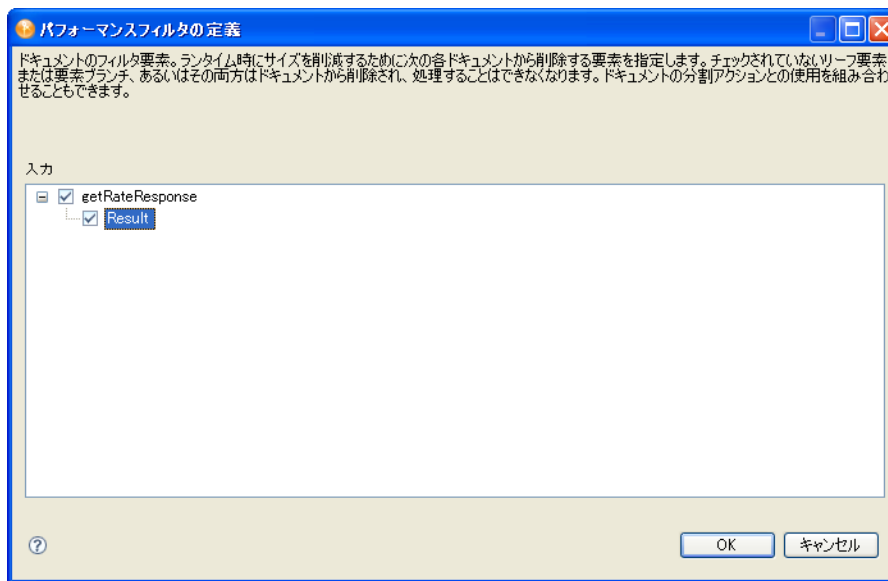 パフォーマンスフィルタの定義
ドキュメントのフィルタ要素。ランタイム時にサイズを削減するために次の各ドキュメントから削除する要素を指定します。チェックされていないリーフ要素
または要素ブランチ、あるいはその両方はドキュメントから削除され、処理することはできなくなります。ドキュメントの分割アクションとの使用を組み合わ
せることもできます。
入力
getRateResponse
Result
OK
キャンセル